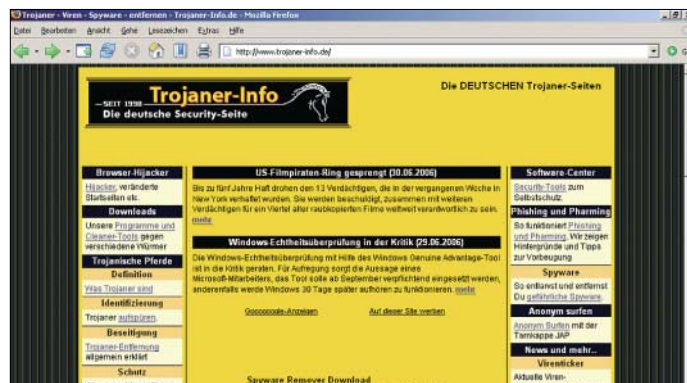 Trojaner - Viren - Spyware - entfernen - Trojaner-Info.de - Mozilla Firefox
Datei Bearbeiten Ansicht Gehe Lesezeichen Extras Hilfe
http://www.trojaner-info.de/
SEIT 1998 Trojaner-Info
Die deutsche Security-Seite
Die DEUTSCHEN Trojaner-Seiten
Browser-Hijacker
Hijacker, veränderte
Startseiten etc.
Downloads
Unsere Programme und
Cleaner-Tools gegen
verschiedene Würmer
Trojanische Pferde
Definition
Was Trojaner sind
Identifizierung
Trojaner aufspüren.
Beseitigung
Trojaner-Entfernung
allgemein erklärt
Schutz
US-Filmpiraten-Ring gesprengt (30.06.2006)
Bis zu fünf Jahre Haft drohen den 13 Verdächtigen, die in der vergangenen Woche in
New York verhaftet wurden. Sie werden beschuldigt, zusammen mit weiteren
Verdächtigen für ein Viertel aller raubkopierten Filme weltweit verantwortlich zu sein.
mehr
Windows-Echtheitsüberprüfung in der Kritik (29.06.2006)
Die Windows-Echtheitsüberprüfung mit Hilfe des Windows Genuine Advantage-Tool
ist in die Kritik geraten. Für Aufregung sorgt die Aussage eines
Microsoft-Mitarbeiters, das Tool solle ab September verpflichtend eingesetzt werden,
anderenfalls werde Windows 30 Tage später aufhören zu funktionieren. mehr
Goooooogle-Anzeigen Auf dieser Site werben
Spyware Remover Download
Software-Center
Security-Tools zum
Selbstschutz.
Phishing und Pharming
So funktioniert Phishing
und Pharming. Wir zeigen
Hintergründe und Tipps
zur Vorbeugung
Spyware
So enttarnst und entfernst
Du gefährliche Spyware.
Anonym surfen
Anonym Surfen mit der
Tarnkappe JAP
News und mehr..
Virenticker
Aktuelle Viren-